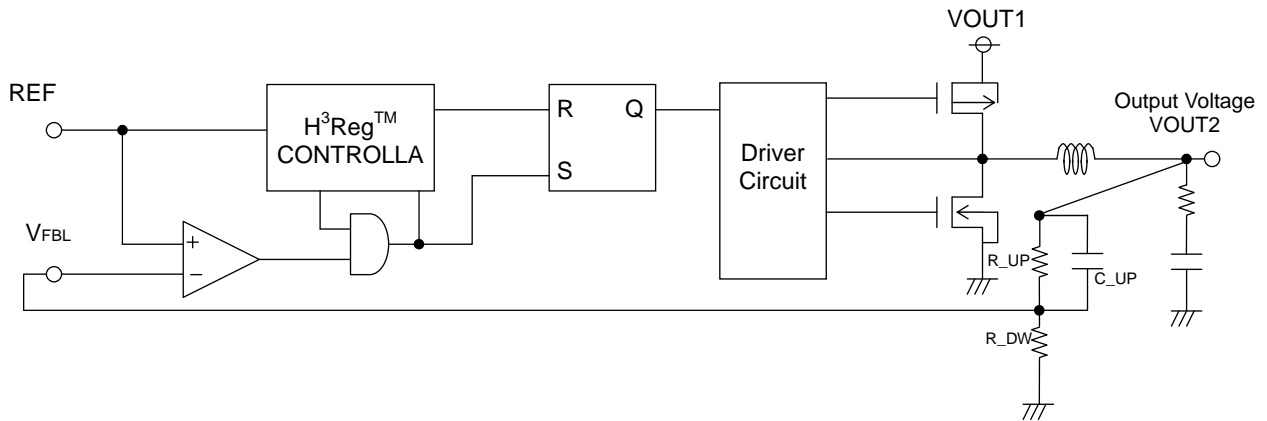 VOUT1
REF
H³Reg™
CONTROLLA
R
Q
S
Driver
Circuit
Output Voltage
VOUT2
VFBL
+
−
R_UP
C_UP
R_DW